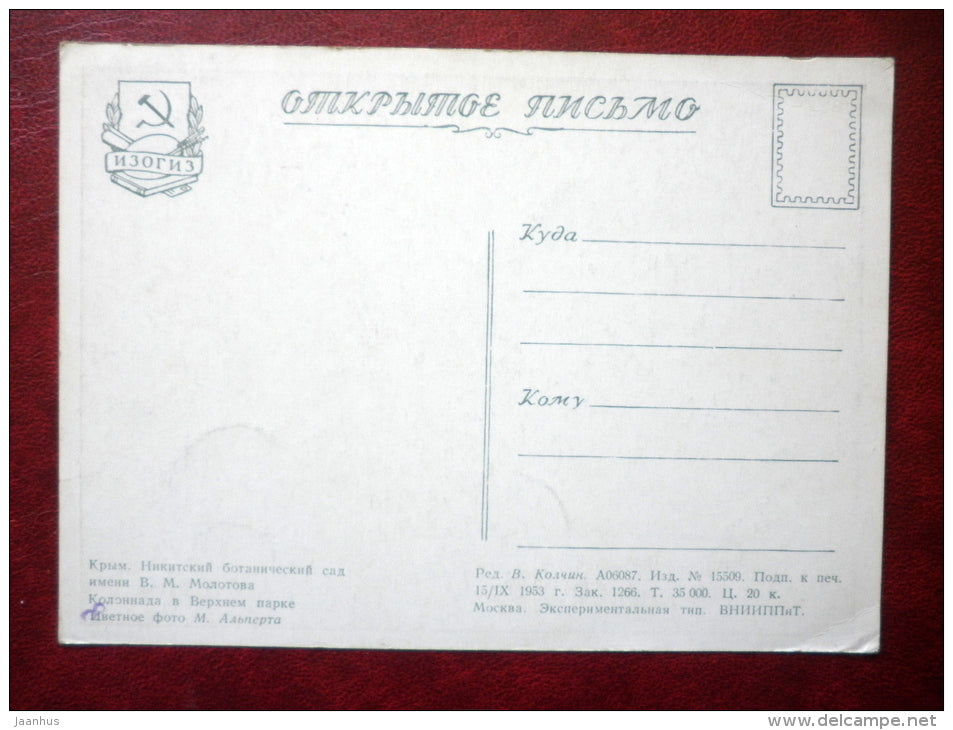 ОТКРЫТОЕ ПИСЬМО
ИЗОГИЗ
Куда
Кому
Крым. Никитский ботанический сад
имени В. М. Молотова
Колоннада в Верхнем парке
Цветное фото М. Альперта
Ред. В. Колчин. А06087. Изд. № 15509. Подп. к печ.
15/IX 1953 г. Зак. 1266. Т. 35 000. Ц. 20 к.
Москва. Экспериментальная тип. ВНИИППиТ.
Jaanhus
www.delcampe.net